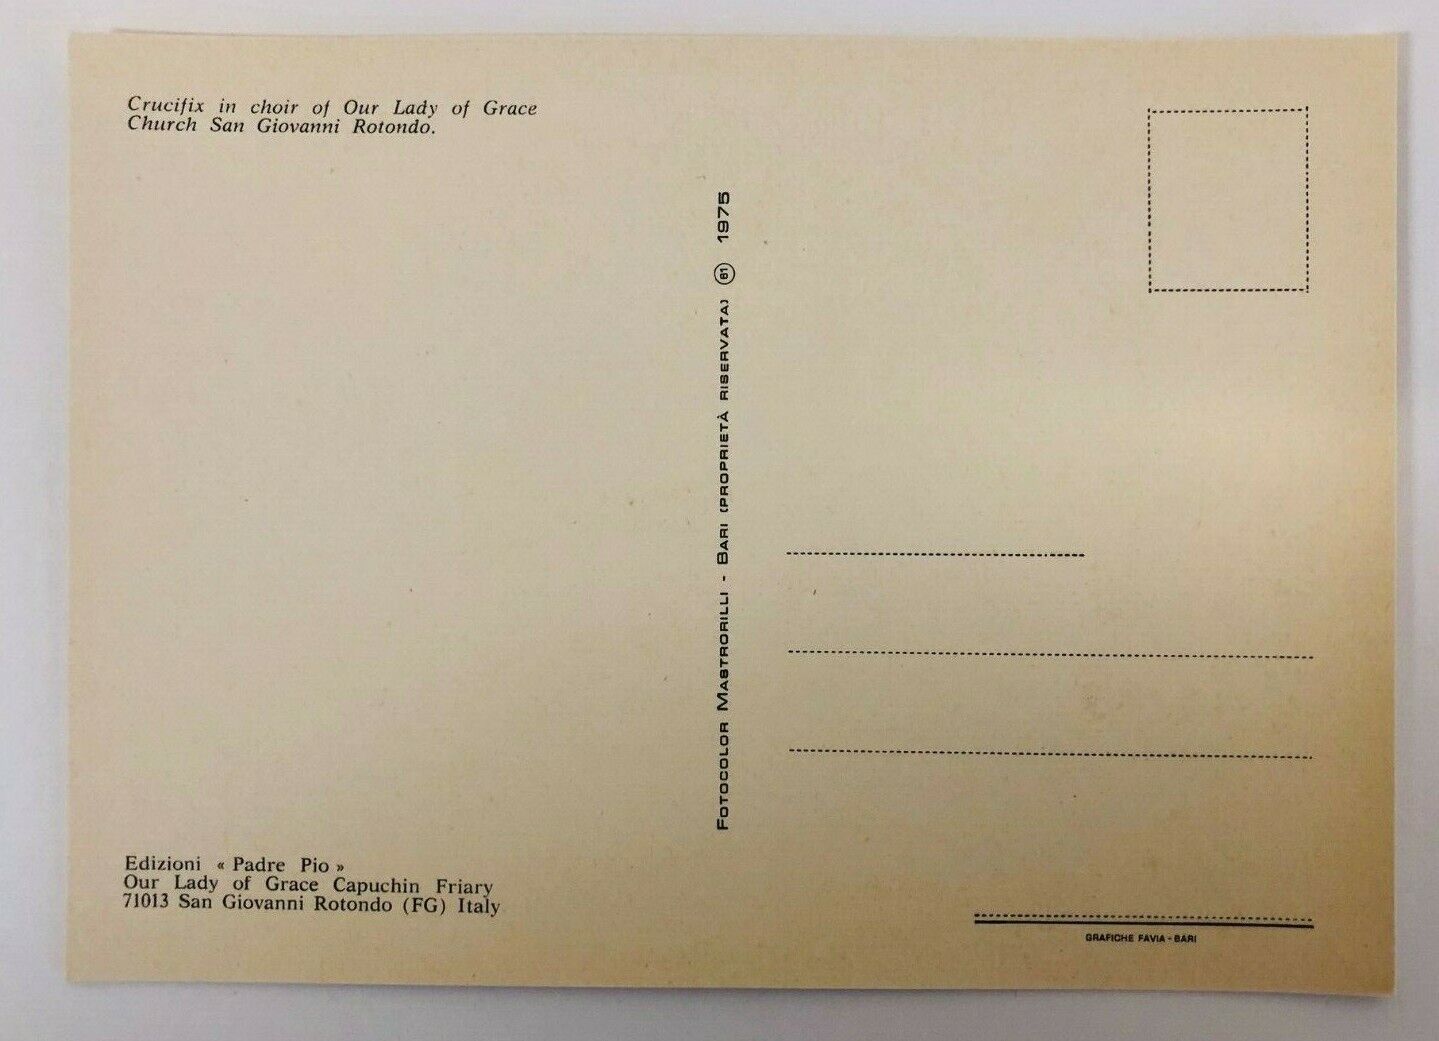 Crucifix in choir of Our Lady of Grace
Church San Giovanni Rotondo.
Fotocolor Mastrorilli - Bari (Proprietà Riservata) 61 1975
Edizioni « Padre Pio »
Our Lady of Grace Capuchin Friary
71013 San Giovanni Rotondo (FG) Italy
GRAFICHE FAVIA - BARI